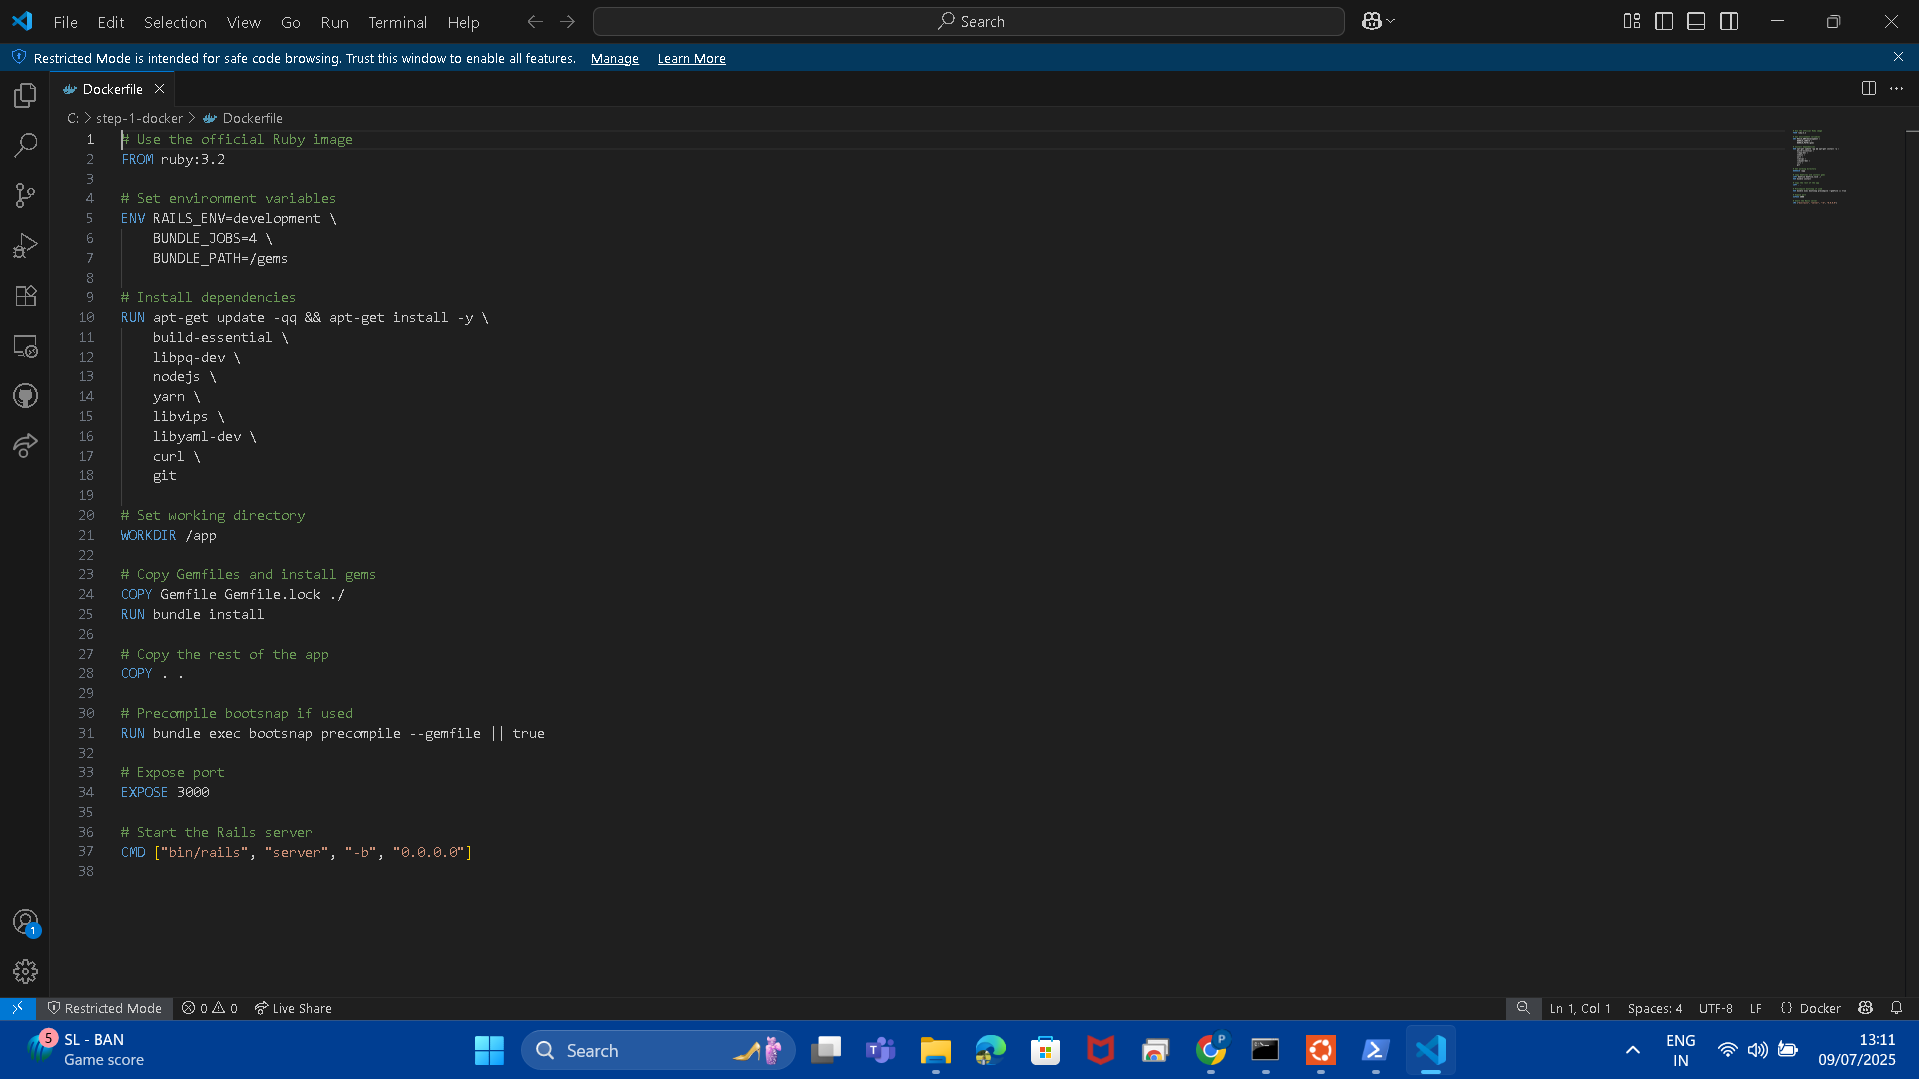 File Edit Selection View Go Run Terminal Help
Search
Restricted Mode is intended for safe code browsing. Trust this window to enable all features. Manage Learn More
Dockerfile
C: > step-1-docker > Dockerfile
1 # Use the official Ruby image
2 FROM ruby:3.2
3
4 # Set environment variables
5 ENV RAILS_ENV=development \
6 BUNDLE_JOBS=4 \
7 BUNDLE_PATH=/gems
8
9 # Install dependencies
10 RUN apt-get update -qq && apt-get install -y \
11 build-essential \
12 libpq-dev \
13 nodejs \
14 yarn \
15 libvips \
16 libyaml-dev \
17 curl \
18 git
19
20 # Set working directory
21 WORKDIR /app
22
23 # Copy Gemfiles and install gems
24 COPY Gemfile Gemfile.lock ./
25 RUN bundle install
26
27 # Copy the rest of the app
28 COPY . .
29
30 # Precompile bootsnap if used
31 RUN bundle exec bootsnap precompile --gemfile || true
32
33 # Expose port
34 EXPOSE 3000
35
36 # Start the Rails server
37 CMD ["bin/rails", "server", "-b", "0.0.0.0"]
38
1
Restricted Mode 0 0 Live Share Ln 1, Col 1 Spaces: 4 UTF-8 LF {} Docker
5 SL - BAN
Game score
Search
P
ENG
IN
13:11
09/07/2025